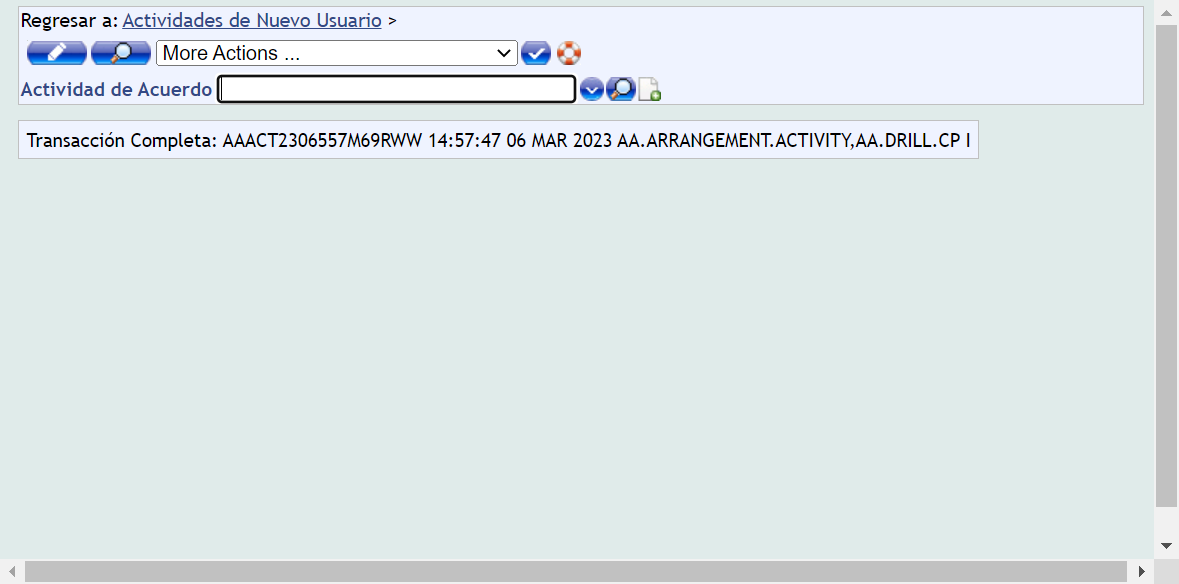 Regresar a: Actividades de Nuevo Usuario >
More Actions ...
Actividad de Acuerdo
Transacción Completa: AAACT2306557M69RWW 14:57:47 06 MAR 2023 AA.ARRANGEMENT.ACTIVITY,AA.DRILL.CP I